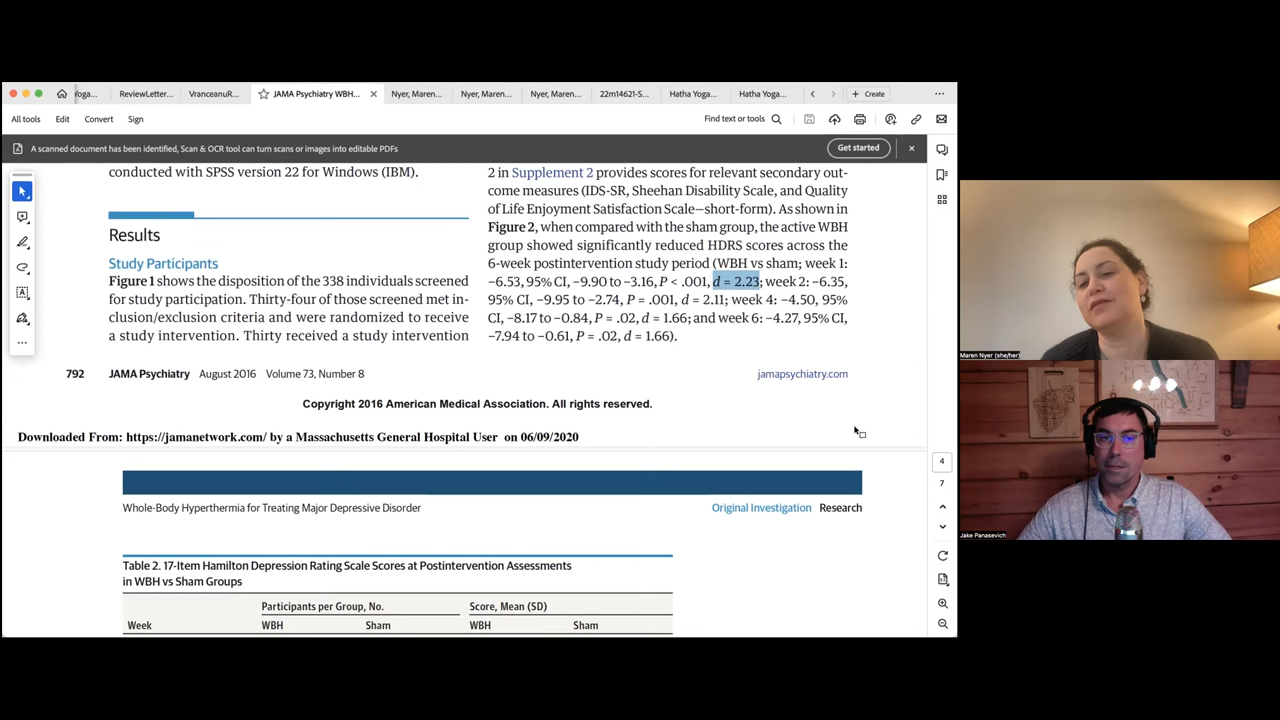 Yoga...
ReviewLetter...
VranceanuR...
JAMA Psychiatry WBH...
Nyer, Maren...
Nyer, Maren...
Nyer, Maren...
22m14621-S...
Hatha Yoga...
Hatha Yoga...
Create
All tools
Edit
Convert
Sign
Find text or tools
A scanned document has been identified, Scan & OCR tool can turn scans or images into editable PDFs
Get started
conducted with SPSS version 22 for Windows (IBM).
Results
Study Participants
Figure 1 shows the disposition of the 338 individuals screened
for study participation. Thirty-four of those screened met in-
clusion/exclusion criteria and were randomized to receive
a study intervention. Thirty received a study intervention
2 in Supplement 2 provides scores for relevant secondary out-
come measures (IDS-SR, Sheehan Disability Scale, and Quality
of Life Enjoyment Satisfaction Scale—short-form). As shown in
Figure 2, when compared with the sham group, the active WBH
group showed significantly reduced HDRS scores across the
6-week postintervention study period (WBH vs sham; week 1:
−6.53, 95% CI, −9.90 to −3.16, P < .001, d = 2.23; week 2: −6.35,
95% CI, −9.95 to −2.74, P = .001, d = 2.11; week 4: −4.50, 95%
CI, −8.17 to −0.84, P = .02, d = 1.66; and week 6: −4.27, 95% CI,
−7.94 to −0.61, P = .02, d = 1.66).
792 JAMA Psychiatry August 2016 Volume 73, Number 8
jamapsychiatry.com
Copyright 2016 American Medical Association. All rights reserved.
Downloaded From: https://jamanetwork.com/ by a Massachusetts General Hospital User on 06/09/2020
4
7
Whole-Body Hyperthermia for Treating Major Depressive Disorder
Original Investigation Research
Table 2. 17-Item Hamilton Depression Rating Scale Scores at Postintervention Assessments
in WBH vs Sham Groups
Participants per Group, No.
Score, Mean (SD)
Week WBH Sham WBH Sham
Maren Nyer (she/her)
Jake Panasevich